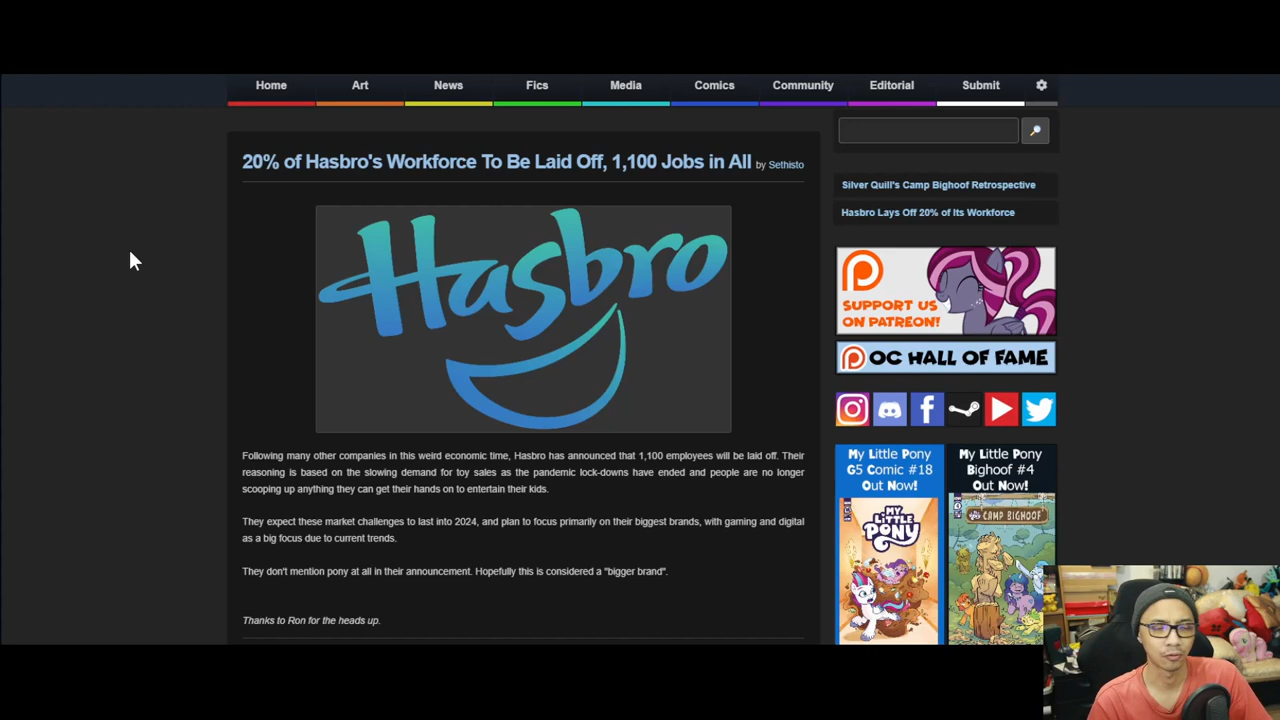 Home Art News Fics Media Comics Community Editorial Submit
20% of Hasbro's Workforce To Be Laid Off, 1,100 Jobs in All by Sethisto
Hasbro
Following many other companies in this weird economic time, Hasbro has announced that 1,100 employees will be laid off. Their
reasoning is based on the slowing demand for toy sales as the pandemic lock-downs have ended and people are no longer
scooping up anything they can get their hands on to entertain their kids.
They expect these market challenges to last into 2024, and plan to focus primarily on their biggest brands, with gaming and digital
as a big focus due to current trends.
They don't mention pony at all in their announcement. Hopefully this is considered a "bigger brand".
Thanks to Ron for the heads up.
Silver Quill's Camp Bighoof Retrospective
Hasbro Lays Off 20% of Its Workforce
SUPPORT US
ON PATREON!
OC HALL OF FAME
My Little Pony
G5 Comic #18
Out Now!
MY
LITTLE
PONY
My Little Pony
Bighoof #4
Out Now!
CAMP BIGHOOF